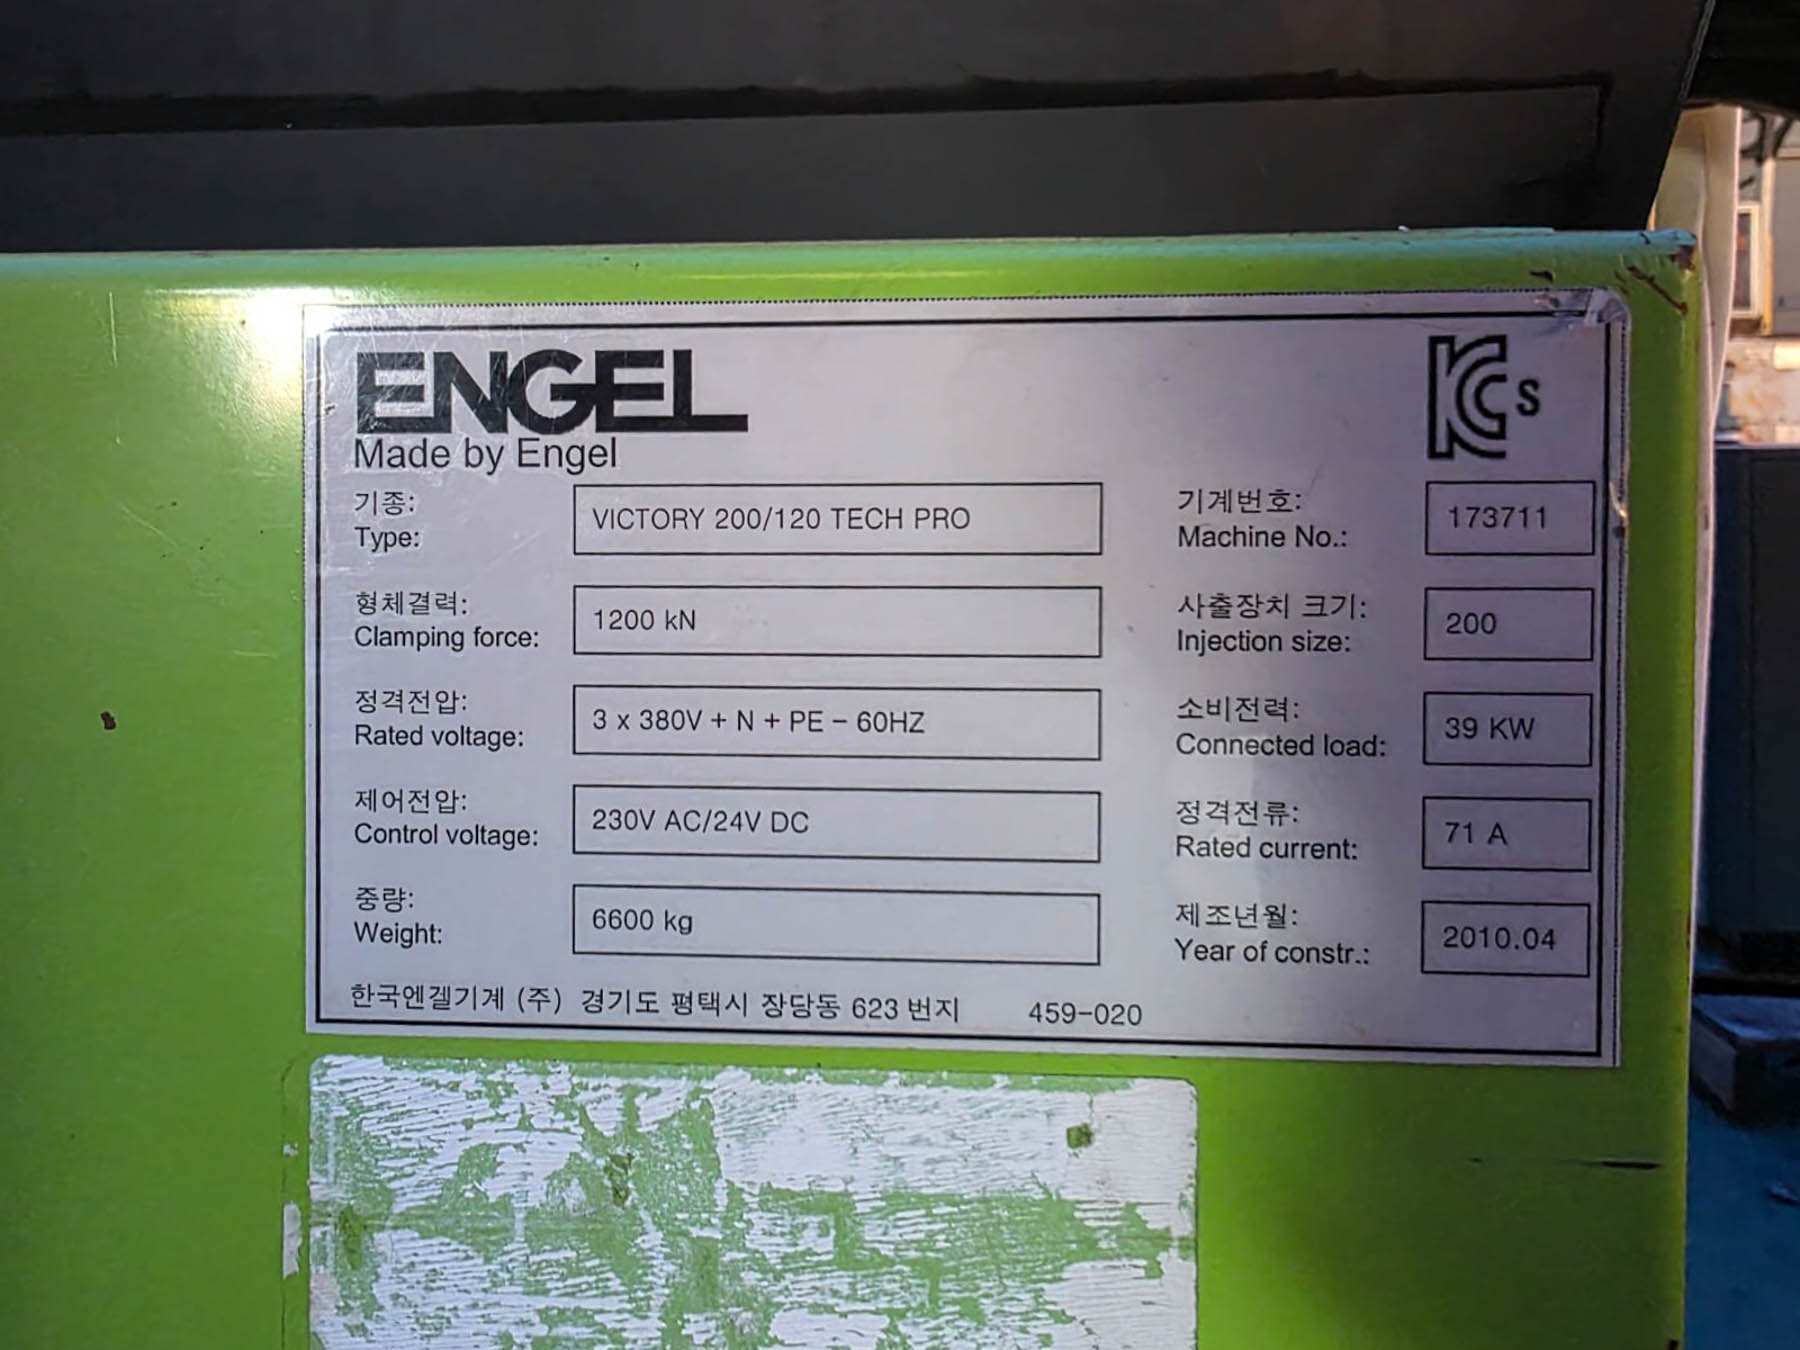 ENGEL
Made by Engel
KC S
기종:
Type:
VICTORY 200/120 TECH PRO
기계번호:
Machine No.:
173711
형체결력:
Clamping force:
1200 kN
사출장치 크기:
Injection size:
200
정격전압:
Rated voltage:
3 x 380V + N + PE - 60HZ
소비전력:
Connected load:
39 KW
제어전압:
Control voltage:
230V AC/24V DC
정격전류:
Rated current:
71 A
중량:
Weight:
6600 kg
제조년월:
Year of constr.:
2010.04
한국엔겔기계 (주) 경기도 평택시 장당동 623 번지 459-020